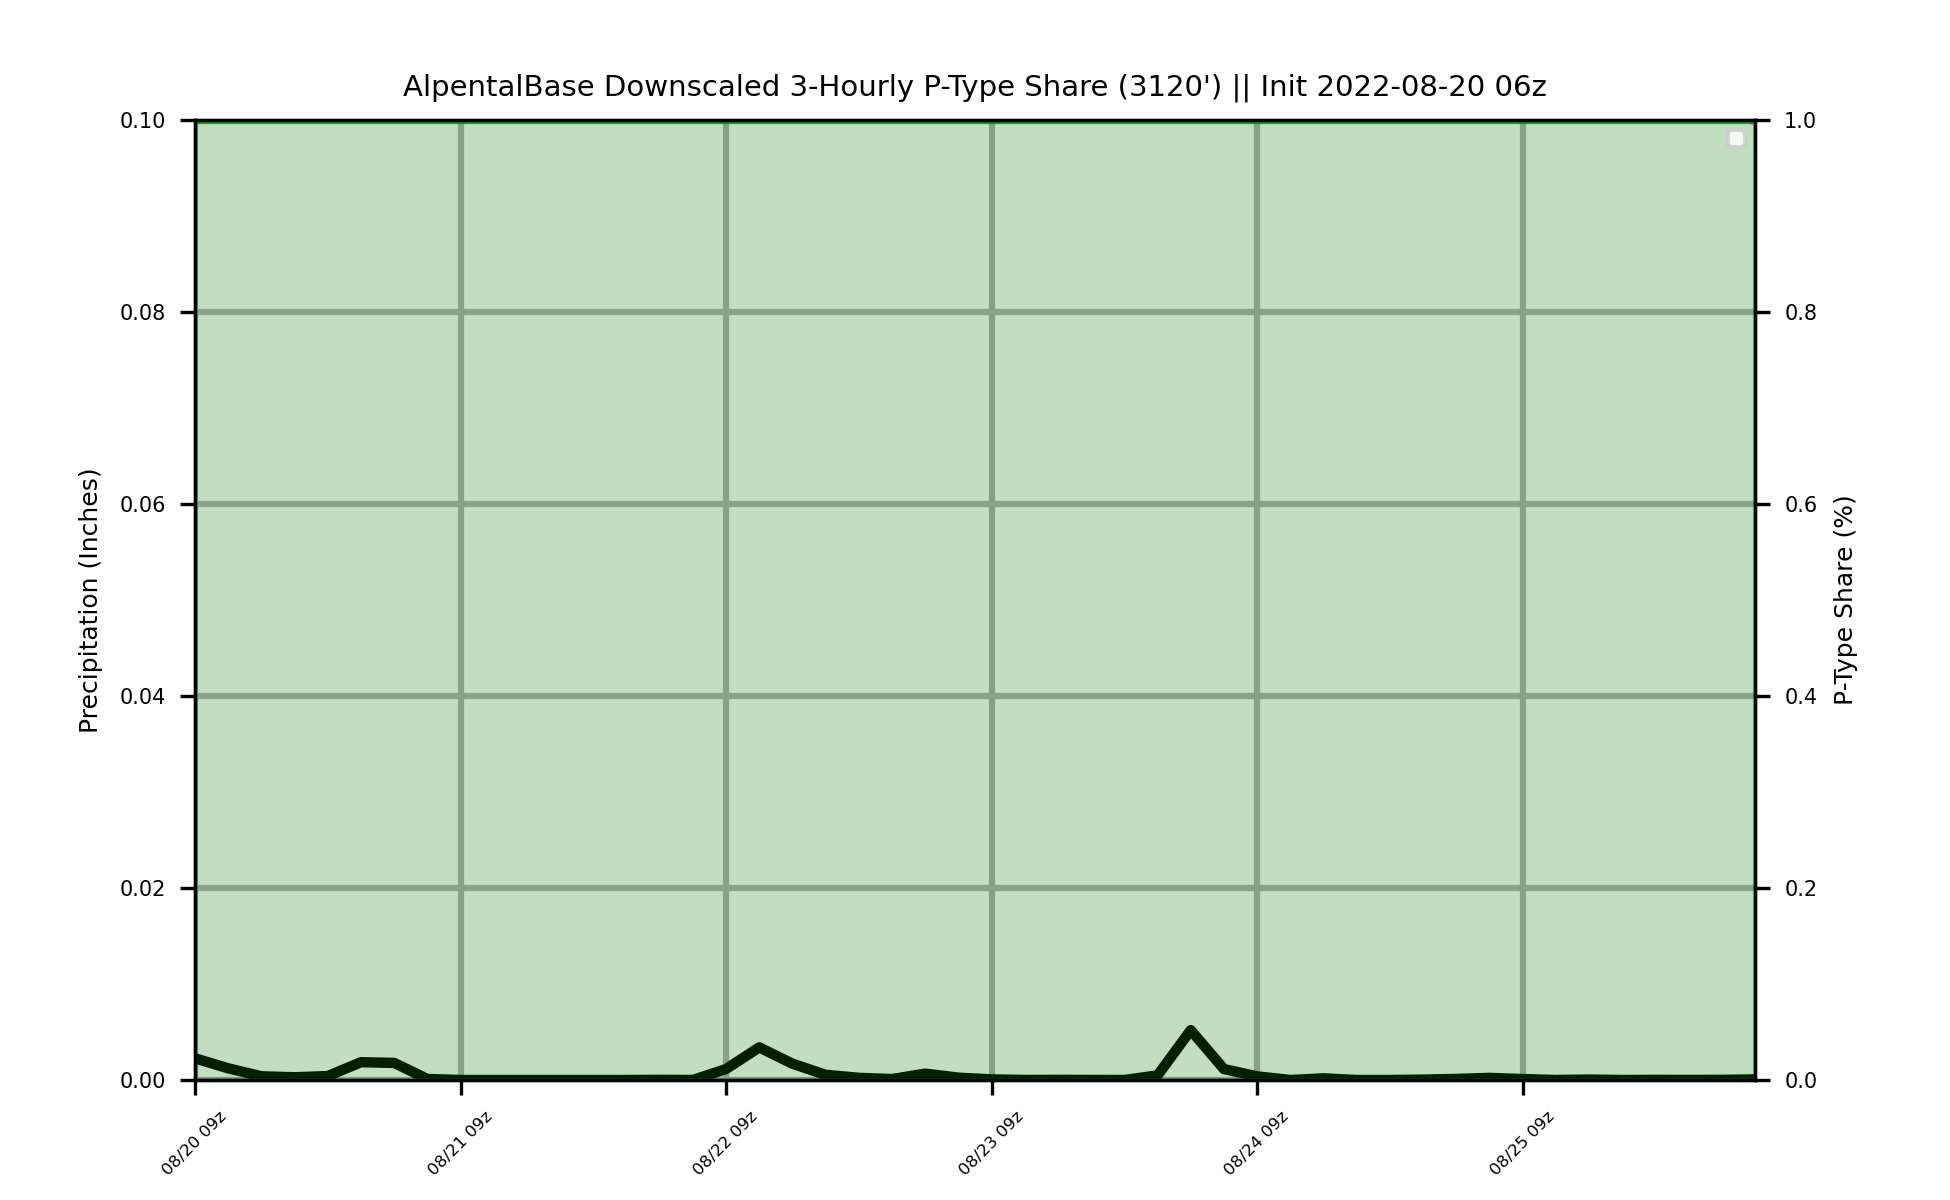 AlpentalBase Downscaled 3-Hourly P-Type Share (3120') || Init 2022-08-20 06z
Precipitation (Inches)
0.10
0.08
0.06
0.04
0.02
0.00
1.0
0.8
0.6
0.4
0.2
0.0
P-Type Share (%)
08/20 09z
08/21 09z
08/22 09z
08/23 09z
08/24 09z
08/25 09z